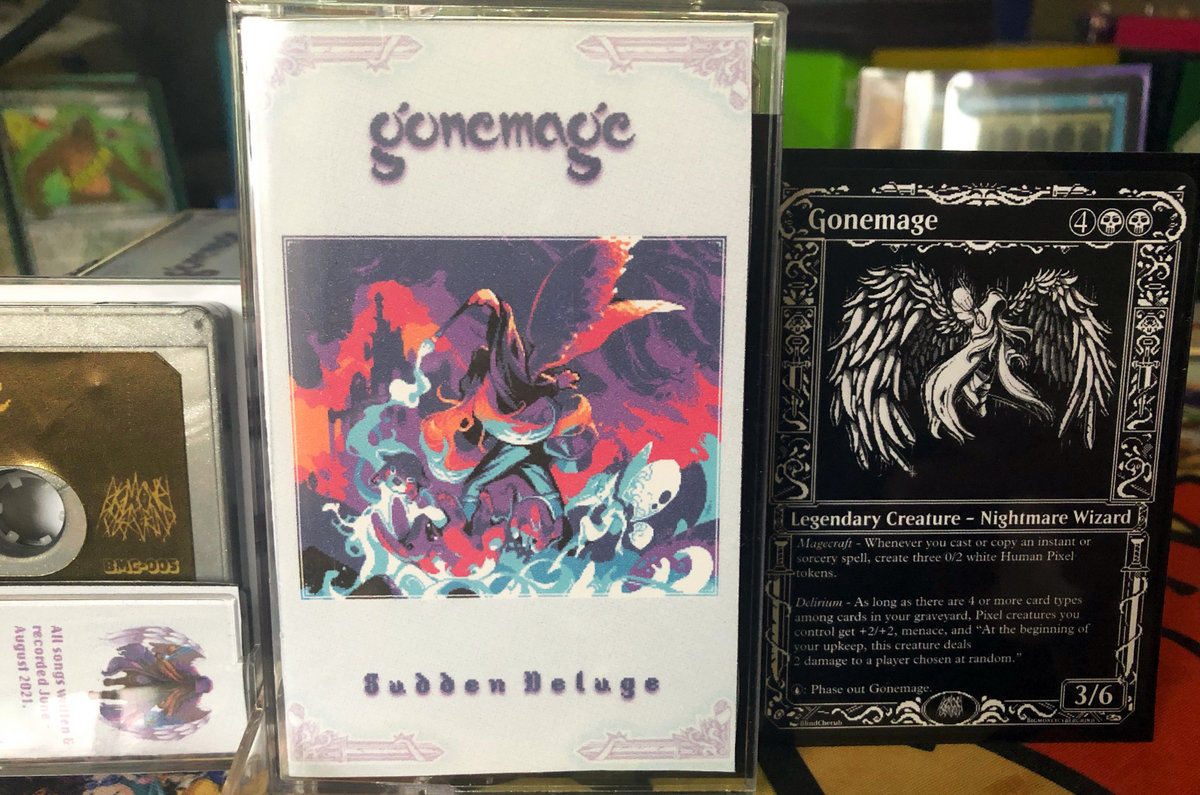 gonemage
Sudden Deluge
BMC-005
All songs written &
recorded June -
August 2021.
Gonemage
4
Legendary Creature – Nightmare Wizard
Magecraft - Whenever you cast or copy an instant or
sorcery spell, create three 0/2 white Human Pixel
tokens.
Delirium - As long as there are 4 or more card types
among cards in your graveyard, Pixel creatures you
control get +2/+2, menace, and “At the beginning of
your upkeep, this creature deals
2 damage to a player chosen at random.”
: Phase out Gonemage.
3/6
BlindCherub